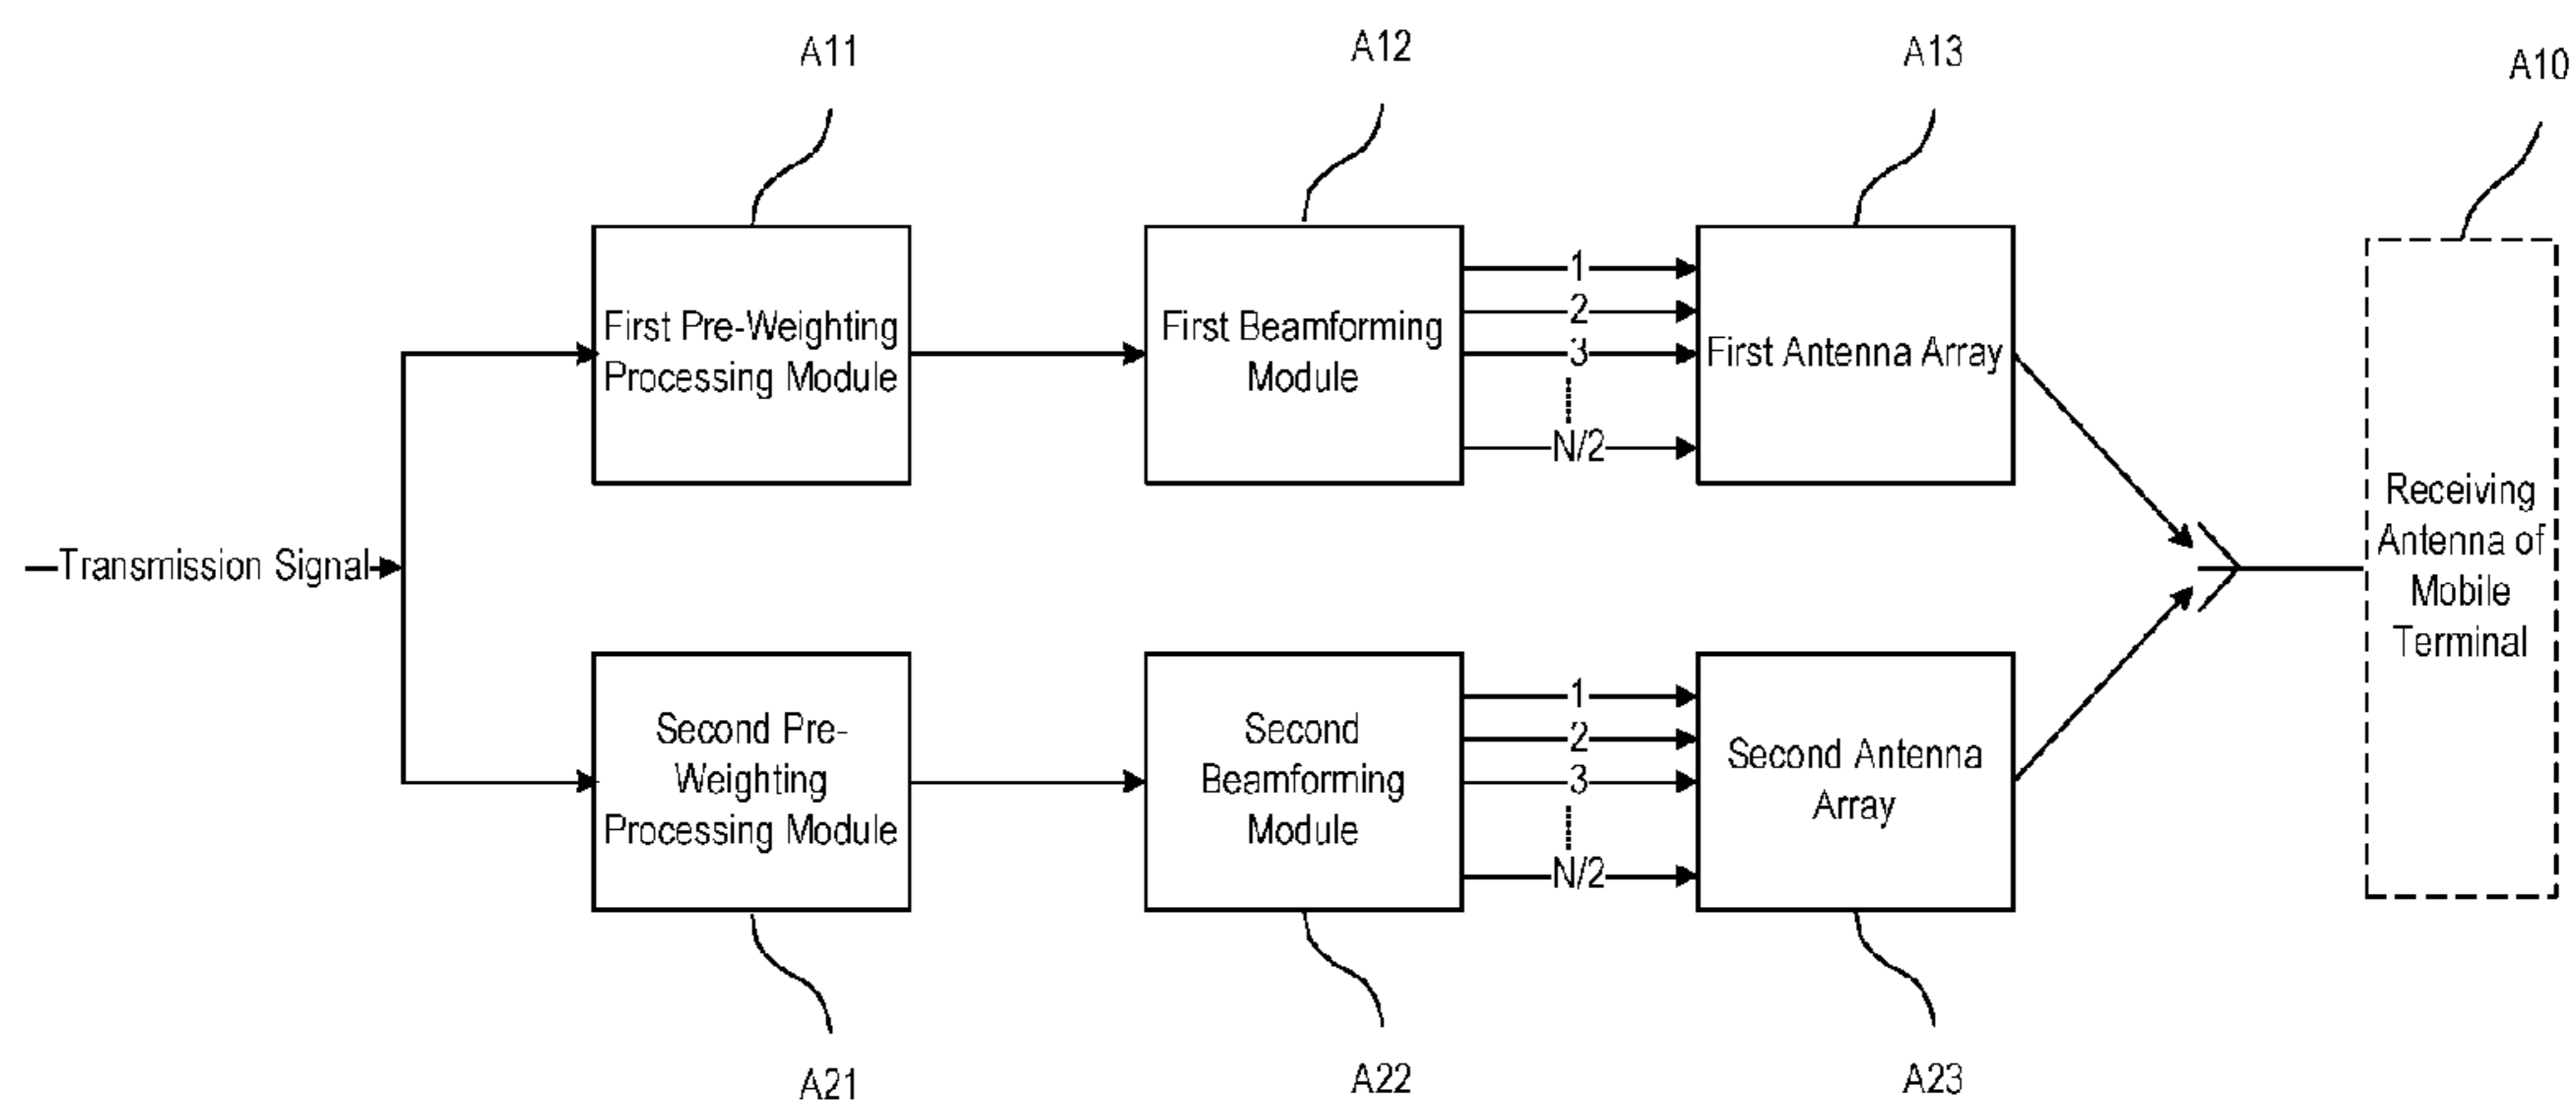 A11
A12
A13
A10
First Pre-Weighting
Processing Module
First Beamforming
Module
1
2
3
N/2
First Antenna Array
Transmission Signal
Receiving
Antenna of
Mobile
Terminal
Second Pre-
Weighting
Processing Module
Second
Beamforming
Module
1
2
3
N/2
Second Antenna
Array
A21
A22
A23